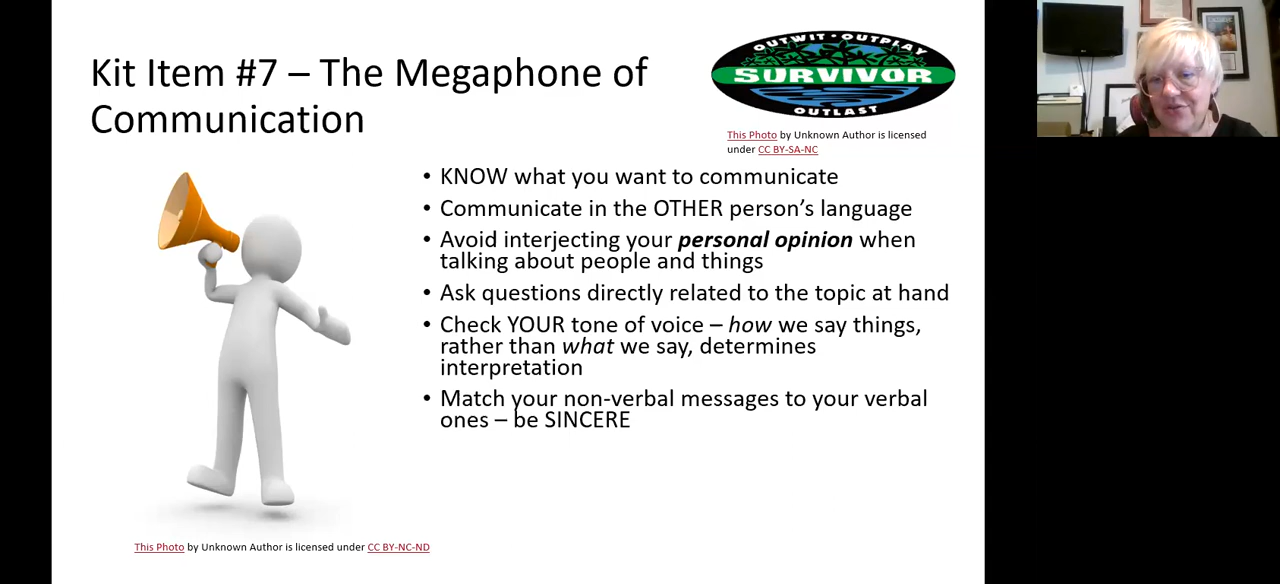 Kit Item #7 – The Megaphone of
Communication
OUTWIT • OUTPLAY
SURVIVOR
OUTLAST
This Photo by Unknown Author is licensed
under CC BY-SA-NC
• KNOW what you want to communicate
• Communicate in the OTHER person’s language
• Avoid interjecting your personal opinion when
talking about people and things
• Ask questions directly related to the topic at hand
• Check YOUR tone of voice – how we say things,
rather than what we say, determines
interpretation
• Match your non-verbal messages to your verbal
ones – be SINCERE
This Photo by Unknown Author is licensed under CC BY-NC-ND